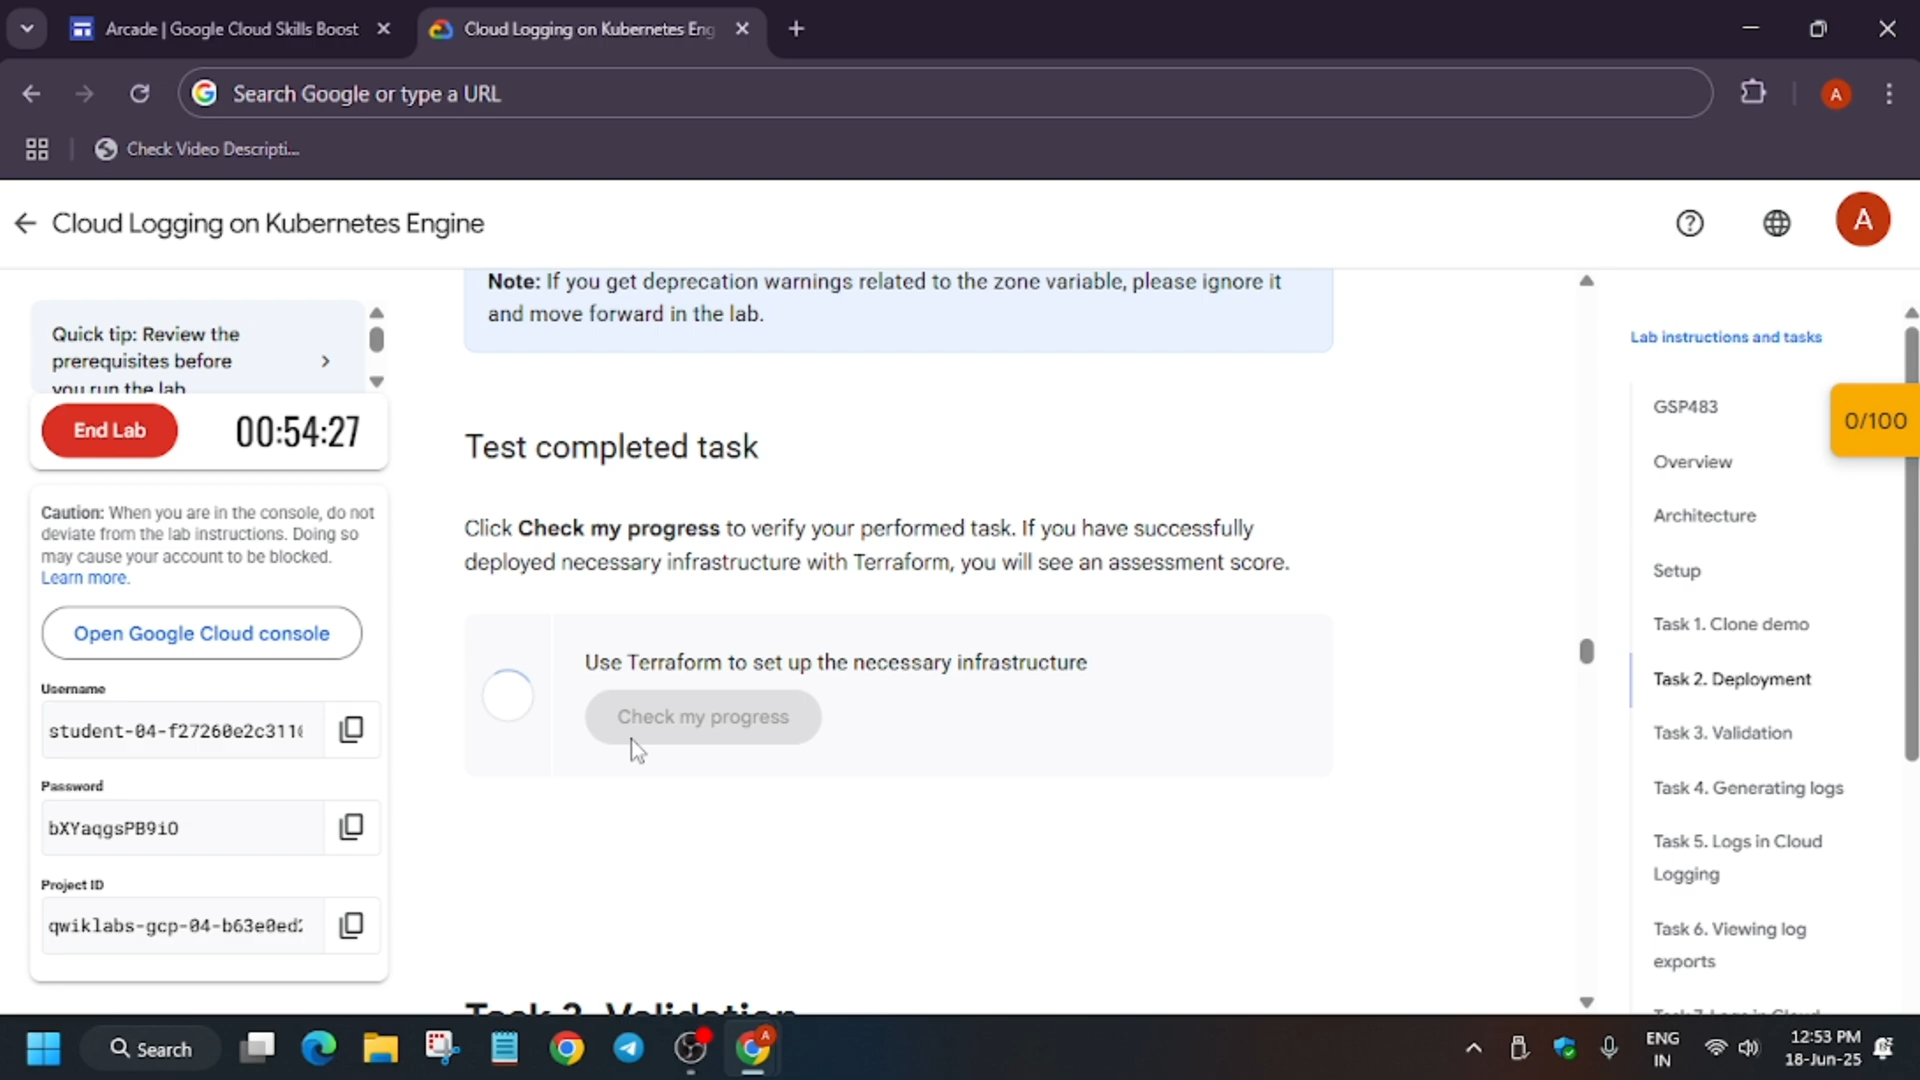 Arcade | Google Cloud Skills Boost
Cloud Logging on Kubernetes Eng
Search Google or type a URL
A
Check Video Descripti...
Cloud Logging on Kubernetes Engine
A
Quick tip: Review the
prerequisites before
you run the lab
End Lab
00:54:27
Caution: When you are in the console, do not
deviate from the lab instructions. Doing so
may cause your account to be blocked.
Learn more.
Open Google Cloud console
Username
student-04-f27260e2c311
Password
bXYaqgsPB9iO
Project ID
qwiklabs-gcp-04-b63e0ed
Note: If you get deprecation warnings related to the zone variable, please ignore it
and move forward in the lab.
Test completed task
Click Check my progress to verify your performed task. If you have successfully
deployed necessary infrastructure with Terraform, you will see an assessment score.
Use Terraform to set up the necessary infrastructure
Check my progress
Task 3. Validation
Lab instructions and tasks
GSP483
0/100
Overview
Architecture
Setup
Task 1. Clone demo
Task 2. Deployment
Task 3. Validation
Task 4. Generating logs
Task 5. Logs in Cloud
Logging
Task 6. Viewing log
exports
Task 7. Logs in Cloud
Search
A
ENG
IN
12:53 PM
18-Jun-25